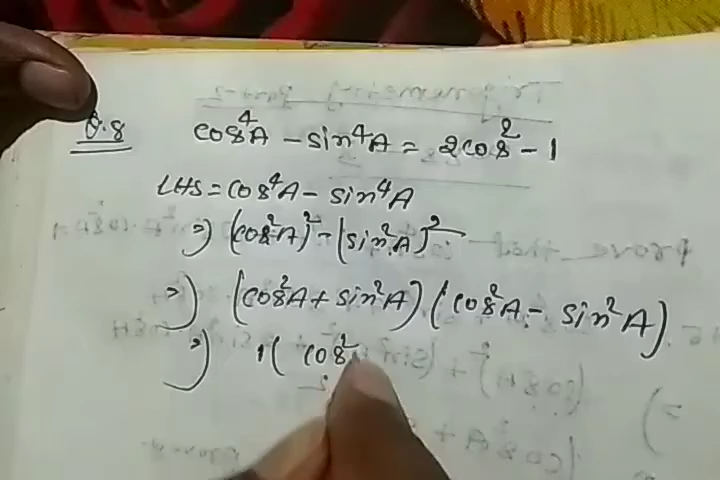 Q.8 cos⁴A - sin⁴A = 2cos² - 1
LHS = cos⁴A - sin⁴A
⇒) (cos²A)² - (sin²A)²
⇒) (cos²A + sin²A) (cos²A - sin²A)
⇒) 1( cos²